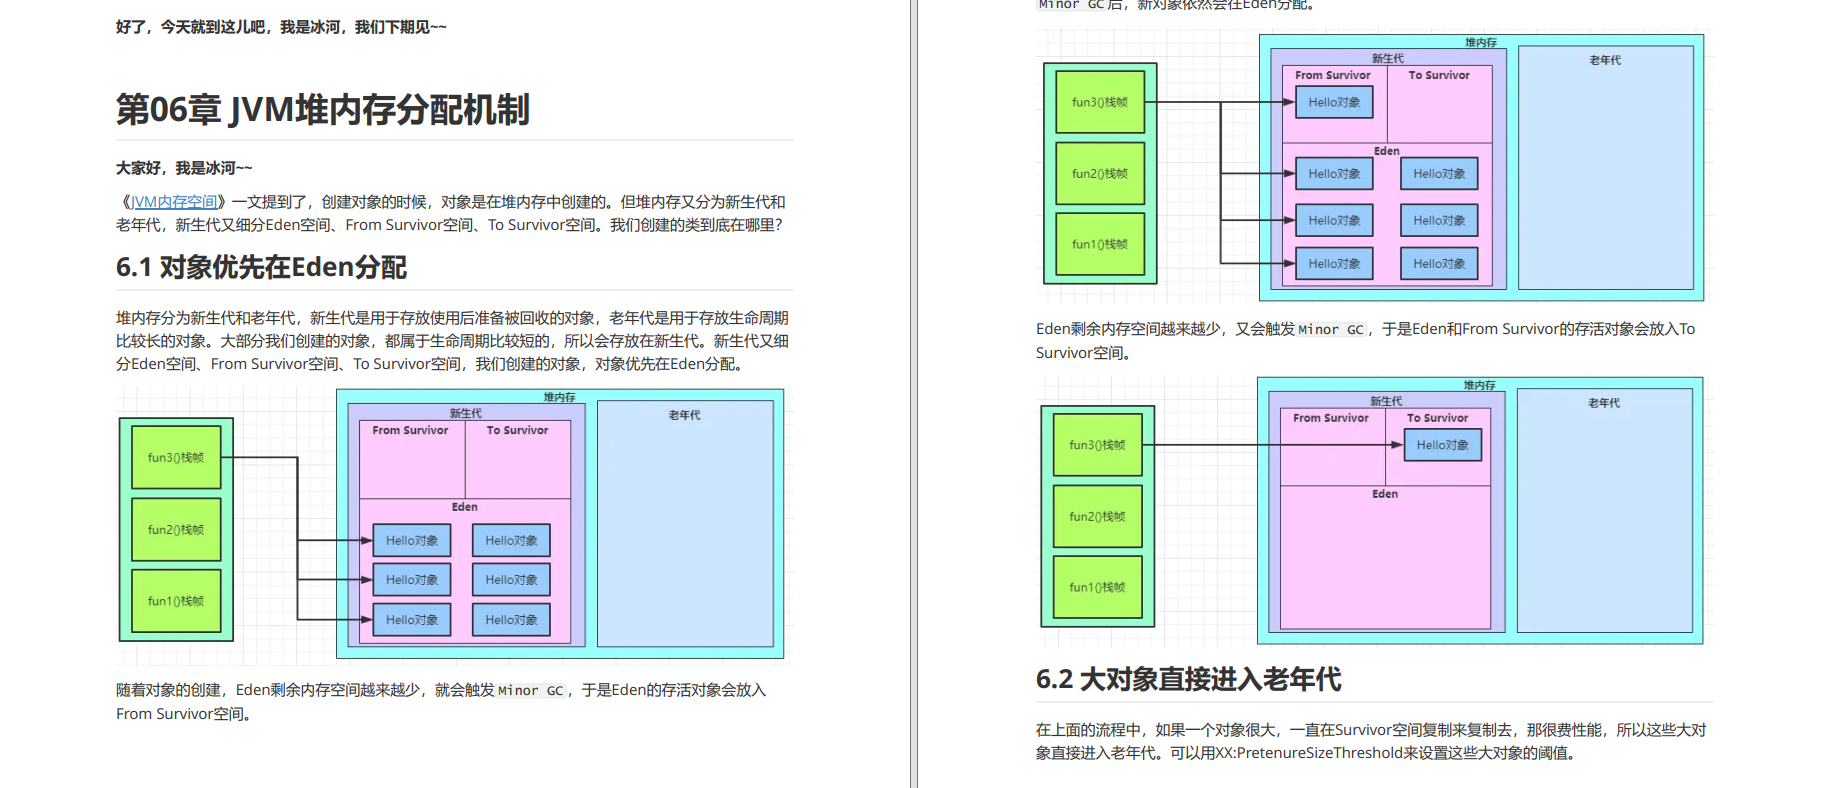 好了，今天就到这儿吧，我是冰河，我们下期见~~
第06章 JVM堆内存分配机制
大家好，我是冰河~~
《JVM内存空间》一文提到了，创建对象的时候，对象是在堆内存中创建的。但堆内存又分为新生代和
老年代，新生代又细分Eden空间、From Survivor空间、To Survivor空间。我们创建的类到底在哪里？
6.1 对象优先在Eden分配
堆内存分为新生代和老年代，新生代是用于存放使用后准备被回收的对象，老年代是用于存放生命周期
比较长的对象。大部分我们创建的对象，都属于生命周期比较短的，所以会存放在新生代。新生代又细
分Eden空间、From Survivor空间、To Survivor空间，我们创建的对象，对象优先在Eden分配。
堆内存
新生代
老年代
From Survivor
To Survivor
fun3()栈帧
Eden
fun2()栈帧
Hello对象
Hello对象
Hello对象
Hello对象
fun1()栈帧
Hello对象
Hello对象
随着对象的创建，Eden剩余内存空间越来越少，就会触发Minor GC，于是Eden的存活对象会放入
From Survivor空间。
Minor GC后，新对象依然会在Eden分配。
堆内存
新生代
老年代
From Survivor
To Survivor
fun3()栈帧
Hello对象
Eden
fun2()栈帧
Hello对象
Hello对象
Hello对象
Hello对象
fun1()栈帧
Hello对象
Hello对象
Eden剩余内存空间越来越少，又会触发Minor GC，于是Eden和From Survivor的存活对象会放入To
Survivor空间。
堆内存
新生代
老年代
From Survivor
To Survivor
fun3()栈帧
Hello对象
Eden
fun2()栈帧
fun1()栈帧
6.2 大对象直接进入老年代
在上面的流程中，如果一个对象很大，一直在Survivor空间复制来复制去，那很费性能，所以这些大对
象直接进入老年代。可以用XX:PretenureSizeThreshold来设置这些大对象的阈值。